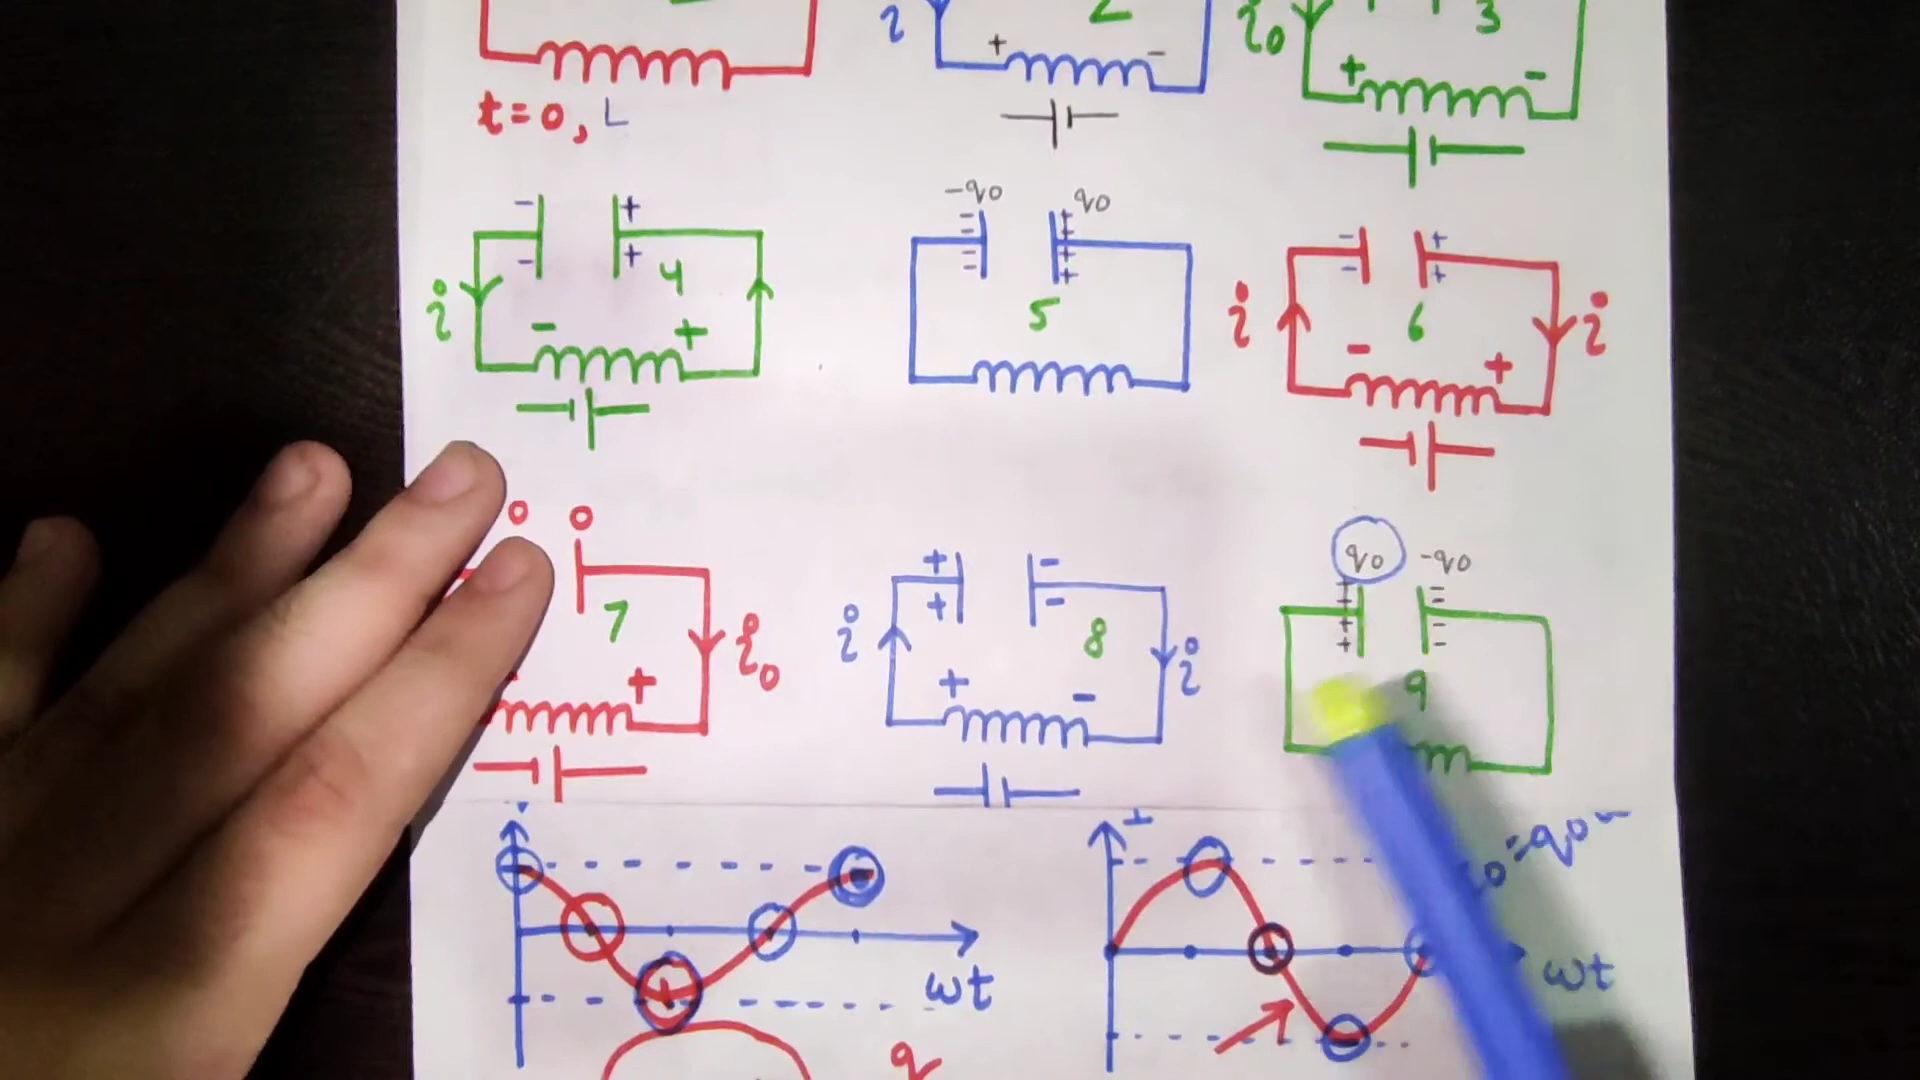 2
3
i
i0
+ -
+ -
t=0, L
- +
- +
4
i
- +
-q0 q0
5
- +
- +
6
i
i
- +
0 0
7
i0
+
+ -
+ -
8
i
i
+ -
q0 -q0
9
ωt
ωt
q